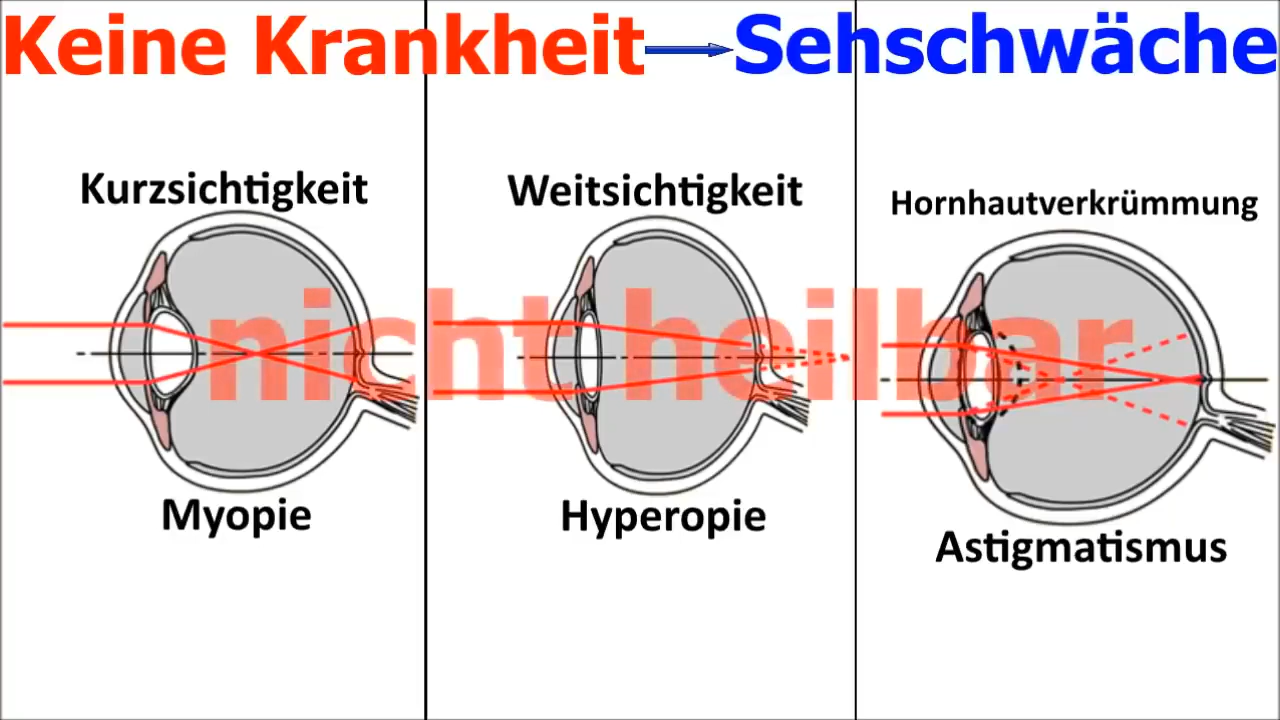 Keine Krankheit Sehschwäche
Kurzsichtigkeit
Weitsichtigkeit
Hornhautverkrümmung
nicht heilbar
Myopie
Hyperopie
Astigmatismus